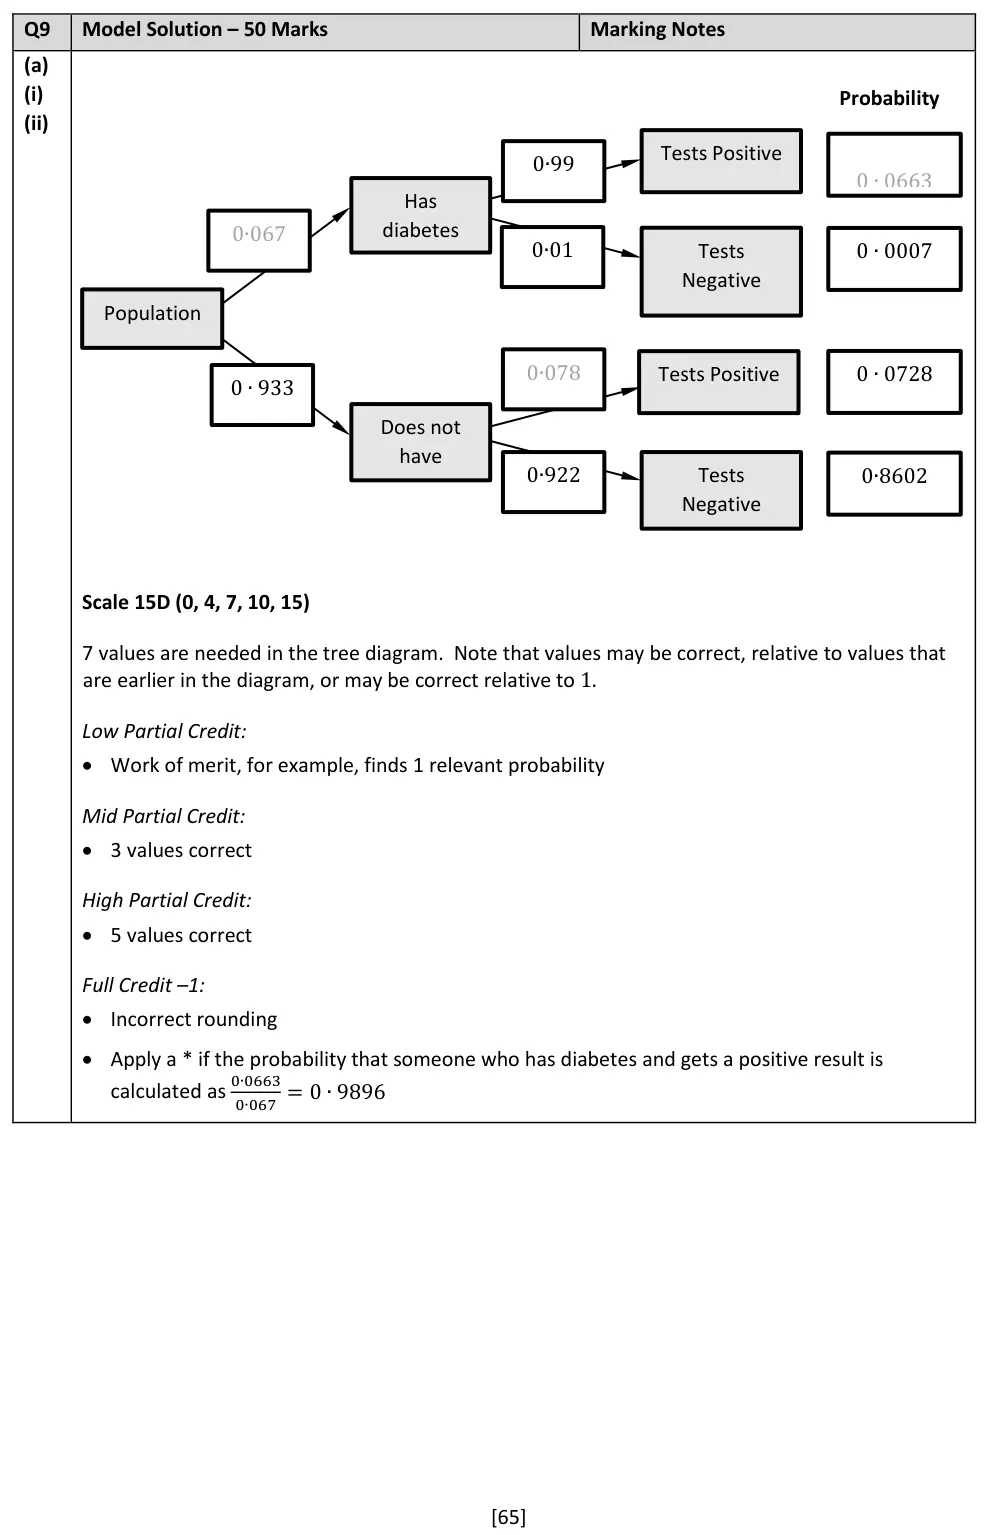 Q9 Model Solution – 50 Marks Marking Notes
(a)
(i)
(ii)
Probability
0·99
Tests Positive
0 · 0663
Has
diabetes
0·067
0·01
Tests
Negative
0 · 0007
Population
0·078
Tests Positive
0 · 0728
0 · 933
Does not
have
0·922
Tests
Negative
0·8602
Scale 15D (0, 4, 7, 10, 15)
7 values are needed in the tree diagram. Note that values may be correct, relative to values that
are earlier in the diagram, or may be correct relative to 1.
Low Partial Credit:
• Work of merit, for example, finds 1 relevant probability
Mid Partial Credit:
• 3 values correct
High Partial Credit:
• 5 values correct
Full Credit –1:
• Incorrect rounding
• Apply a * if the probability that someone who has diabetes and gets a positive result is
calculated as 0·0663/0·067 = 0 · 9896
[65]